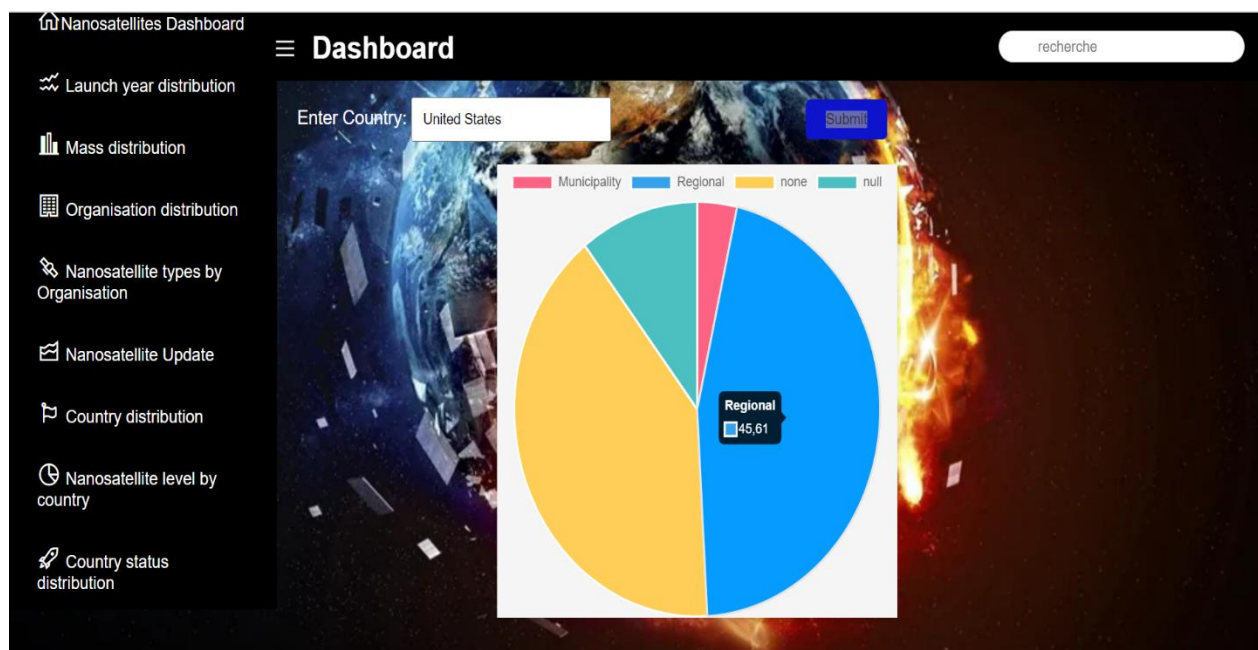 Nanosatellites Dashboard
Launch year distribution
Mass distribution
Organisation distribution
Nanosatellite types by
Organisation
Nanosatellite Update
Country distribution
Nanosatellite level by
country
Country status
distribution
Dashboard
recherche
Enter Country: United States Submit
Municipality Regional none null
Regional
45,61